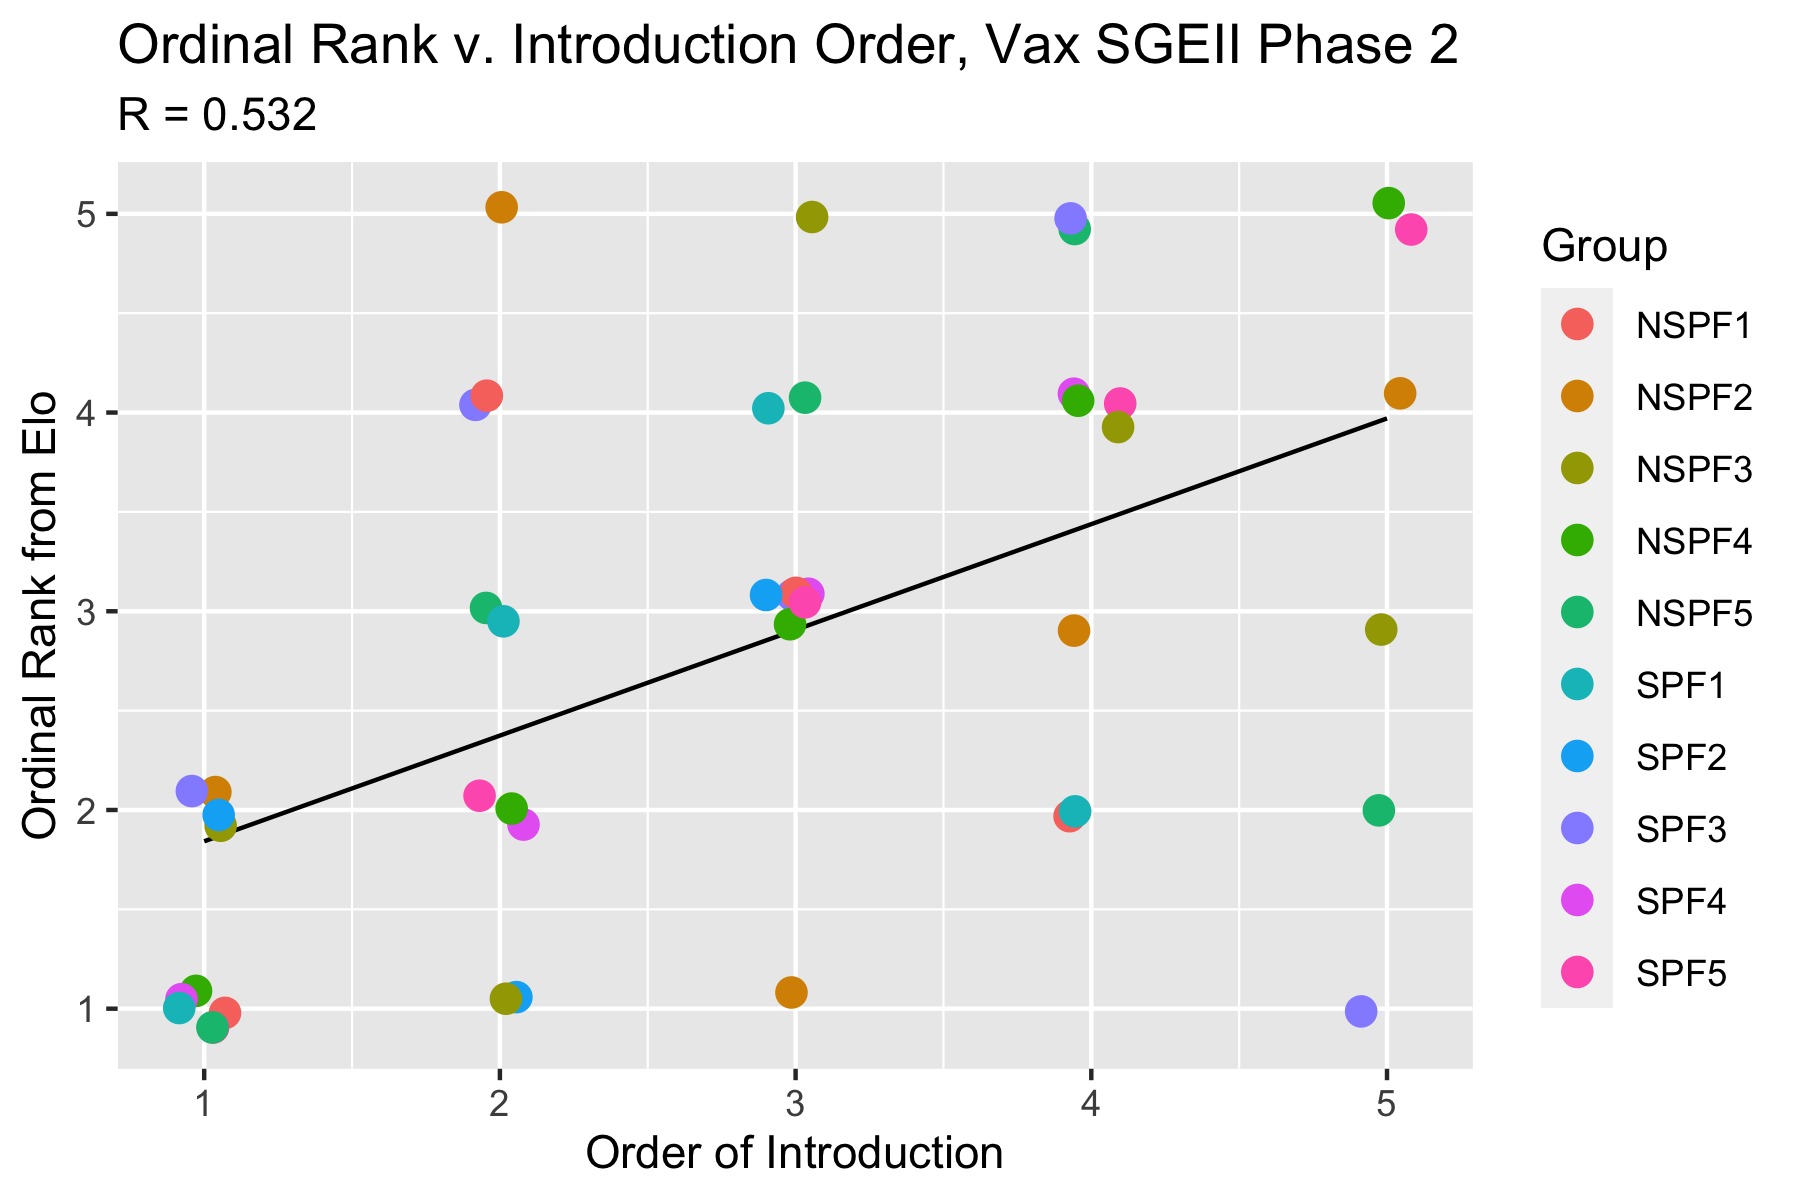 Ordinal Rank v. Introduction Order, Vax SGEII Phase 2
R = 0.532
Ordinal Rank from Elo
5
4
3
2
1
1 2 3 4 5
Order of Introduction
Group
NSPF1
NSPF2
NSPF3
NSPF4
NSPF5
SPF1
SPF2
SPF3
SPF4
SPF5